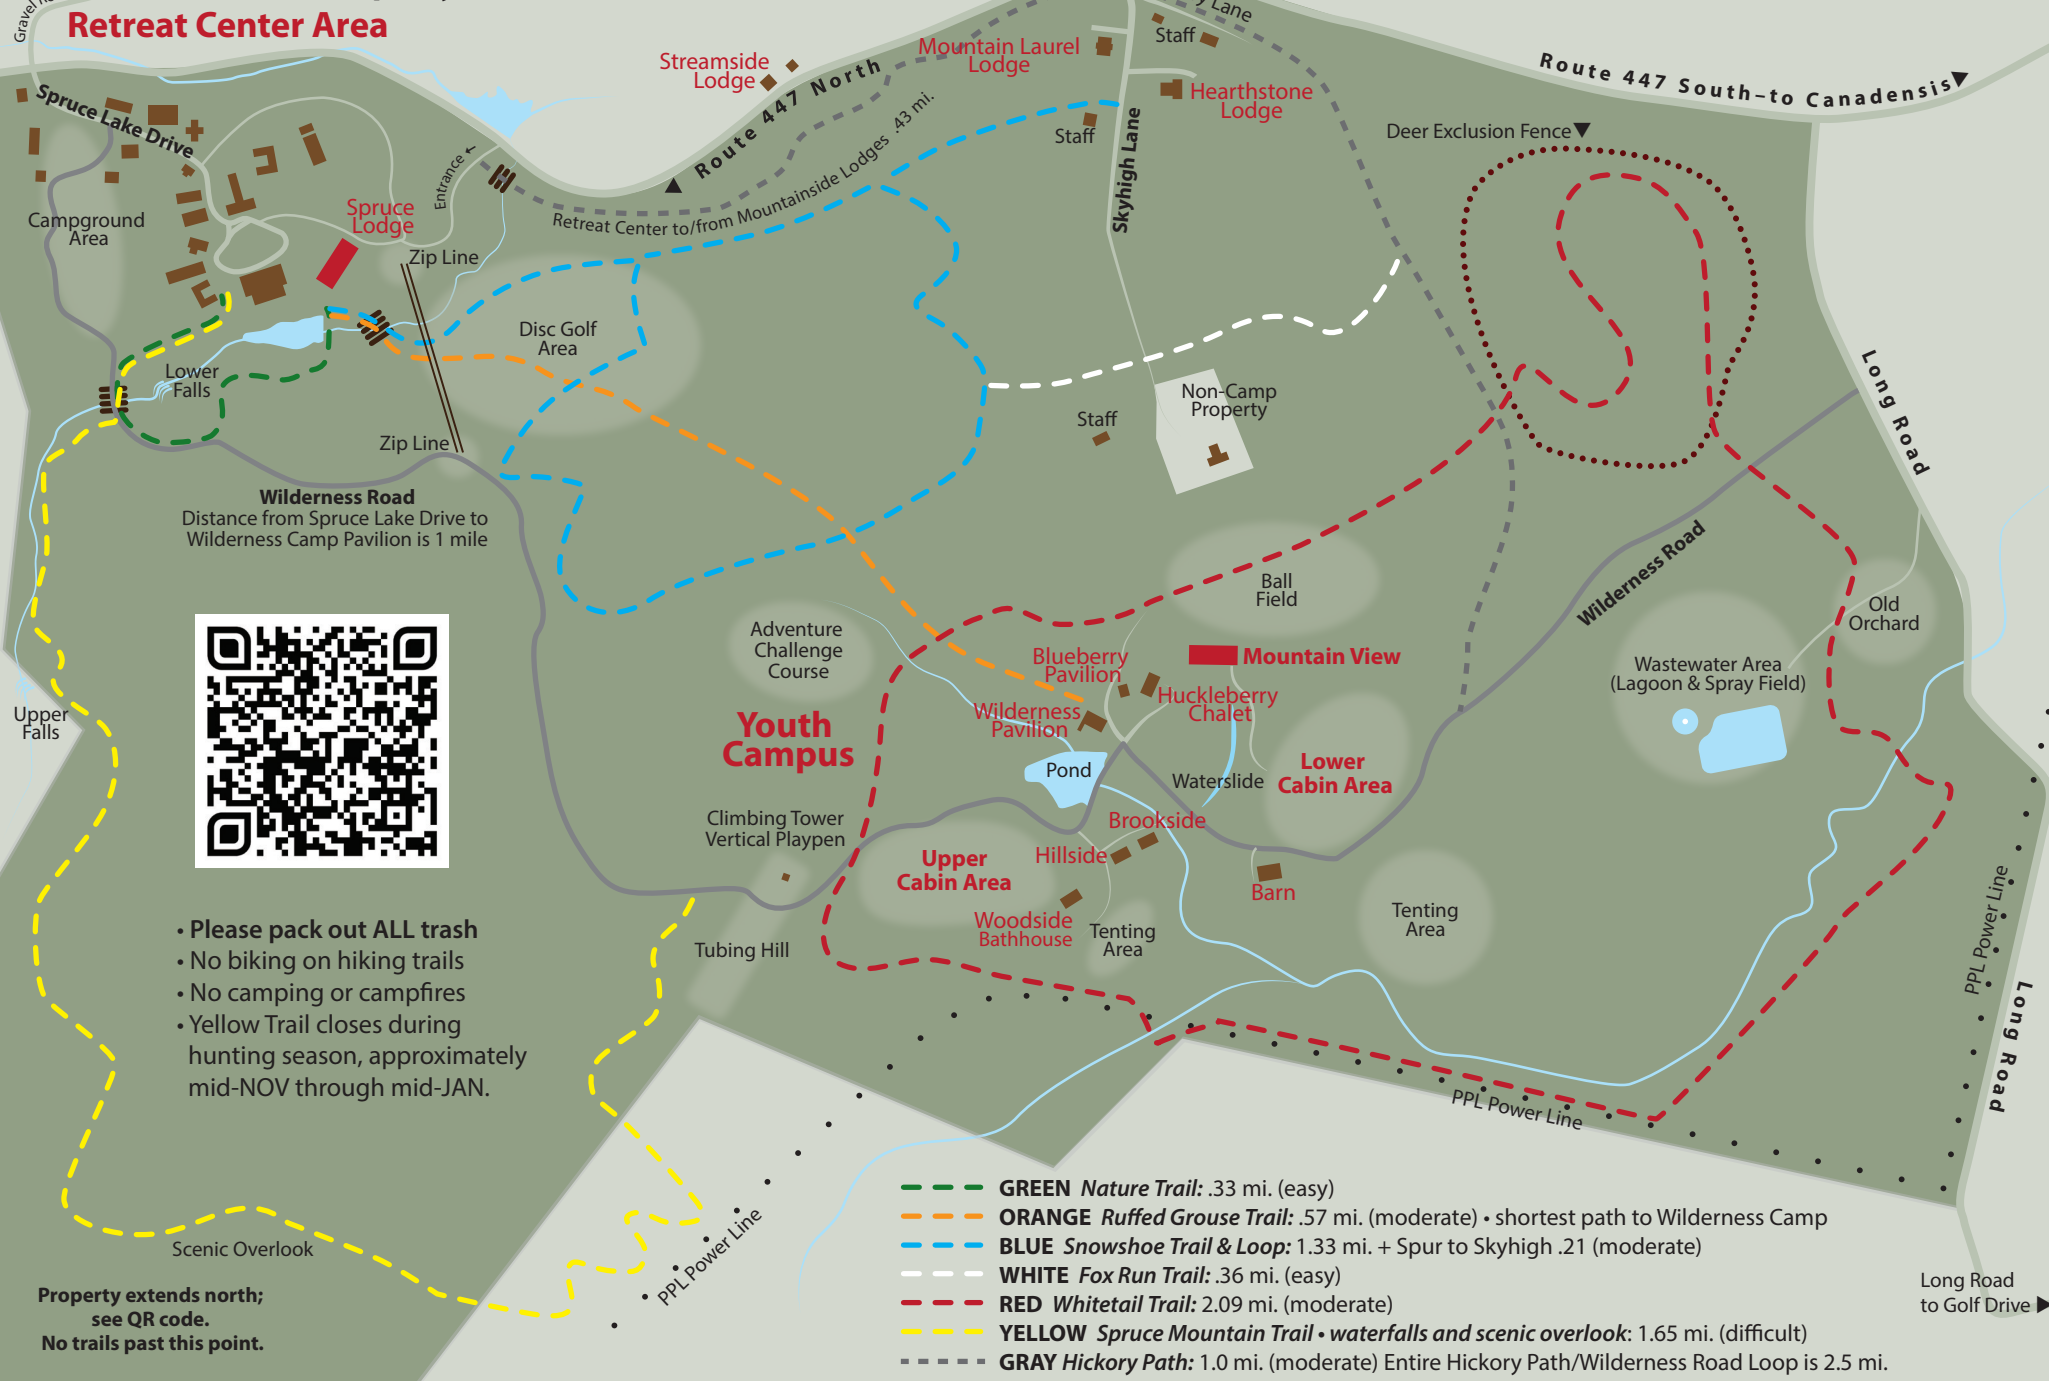 Gravel
Retreat Center Area
Spruce Lake Drive
Campground
Area
Spruce
Lodge
Entrance ←
Zip Line
Streamside
Lodge
Route 447 North
Retreat Center to/from Mountainside Lodges .43 mi.
Mountain Laurel
Lodge
Staff
Lane
Hearthstone
Lodge
Staff
Skyhigh Lane
Route 447 South–to Canadensis
Deer Exclusion Fence
Long Road
Disc Golf
Area
Lower
Falls
Zip Line
Wilderness Road
Distance from Spruce Lake Drive to
Wilderness Camp Pavilion is 1 mile
Staff
Non-Camp
Property
Ball
Field
Wilderness Road
Old
Orchard
Wastewater Area
(Lagoon & Spray Field)
Adventure
Challenge
Course
Blueberry
Pavilion
Mountain View
Huckleberry
Chalet
Wilderness
Pavilion
Upper
Falls
Youth
Campus
Pond
Waterslide
Lower
Cabin Area
Climbing Tower
Vertical Playpen
Brookside
Hillside
Upper
Cabin Area
Barn
Woodside
Bathhouse
Tenting
Area
Tenting
Area
Tubing Hill
PPL Power Line
Long Road
• Please pack out ALL trash
• No biking on hiking trails
• No camping or campfires
• Yellow Trail closes during
hunting season, approximately
mid-NOV through mid-JAN.
PPL Power Line
Scenic Overlook
PPL Power Line
Property extends north;
see QR code.
No trails past this point.
GREEN Nature Trail: .33 mi. (easy)
ORANGE Ruffed Grouse Trail: .57 mi. (moderate) • shortest path to Wilderness Camp
BLUE Snowshoe Trail & Loop: 1.33 mi. + Spur to Skyhigh .21 (moderate)
WHITE Fox Run Trail: .36 mi. (easy)
RED Whitetail Trail: 2.09 mi. (moderate)
YELLOW Spruce Mountain Trail • waterfalls and scenic overlook: 1.65 mi. (difficult)
GRAY Hickory Path: 1.0 mi. (moderate) Entire Hickory Path/Wilderness Road Loop is 2.5 mi.
Long Road
to Golf Drive